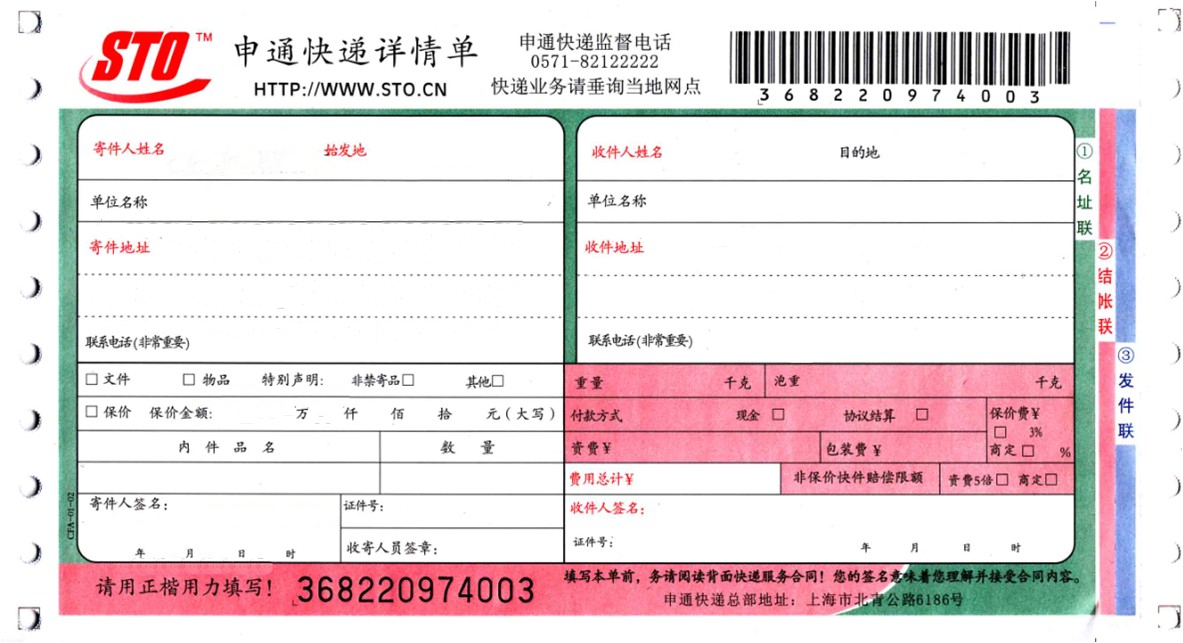 STO™ 申通快递详情单
HTTP://WWW.STO.CN
申通快递监督电话
0571-82122222
快递业务请垂询当地网点
368220974003
寄件人姓名 始发地
单位名称
寄件地址
联系电话(非常重要)
收件人姓名 目的地
单位名称
收件地址
联系电话(非常重要)
①名址联
②结帐联
③发件联
□文件 □物品 特别声明: 非禁寄品□ 其他□
□保价 保价金额: 万 仟 佰 拾 元(大写)
内件品名 数量
寄件人签名:
年 月 日 时
证件号:
收寄人员签章:
重量 千克 泡重 千克
付款方式 现金□ 协议结算□
保价费¥
□ 3%
商定□ %
资费¥ 包装费¥
费用总计¥ 非保价快件赔偿限额 资费5倍□ 商定□
收件人签名:
证件号: 年 月 日 时
CFA-01-02
请用正楷用力填写! 368220974003
填写本单前,务请阅读背面快递服务合同!您的签名意味着您理解并接受合同内容。
申通快递总部地址:上海市北青公路6186号